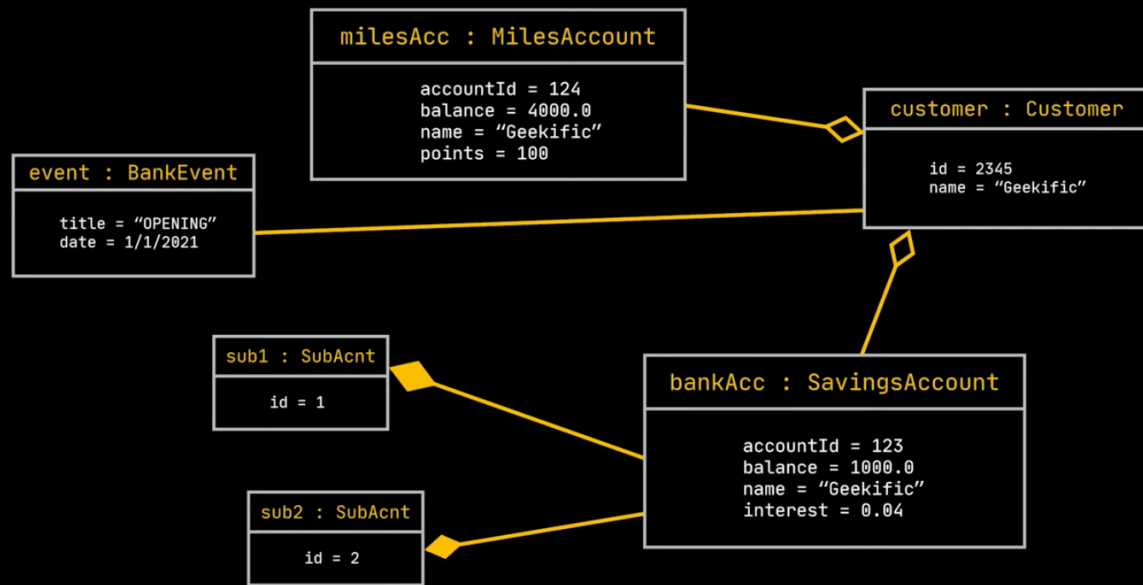 milesAcc : MilesAccount
accountId = 124
balance = 4000.0
name = “Geekific”
points = 100
customer : Customer
id = 2345
name = “Geekific”
event : BankEvent
title = “OPENING”
date = 1/1/2021
sub1 : SubAcnt
id = 1
bankAcc : SavingsAccount
accountId = 123
balance = 1000.0
name = “Geekific”
interest = 0.04
sub2 : SubAcnt
id = 2